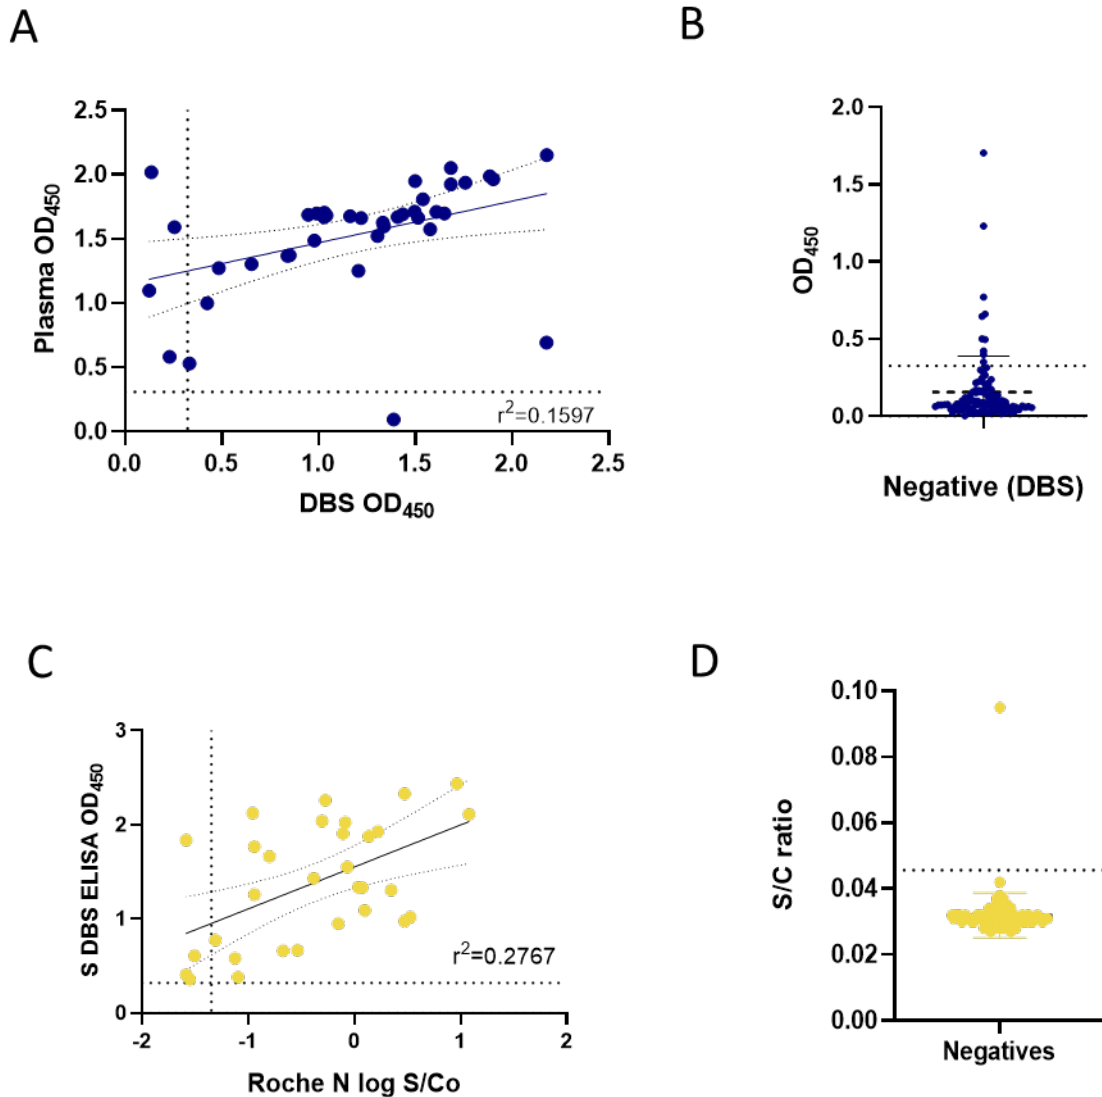 A
B
2.5
2.0
1.5
1.0
0.5
0.0
Plasma OD450
r2=0.1597
0.0 0.5 1.0 1.5 2.0 2.5
DBS OD450
2.0
1.5
1.0
0.5
0.0
OD450
Negative (DBS)
C
D
3
2
1
0
S DBS ELISA OD450
r2=0.2767
-2 -1 0 1 2
Roche N log S/Co
0.10
0.08
0.06
0.04
0.02
0.00
S/C ratio
Negatives